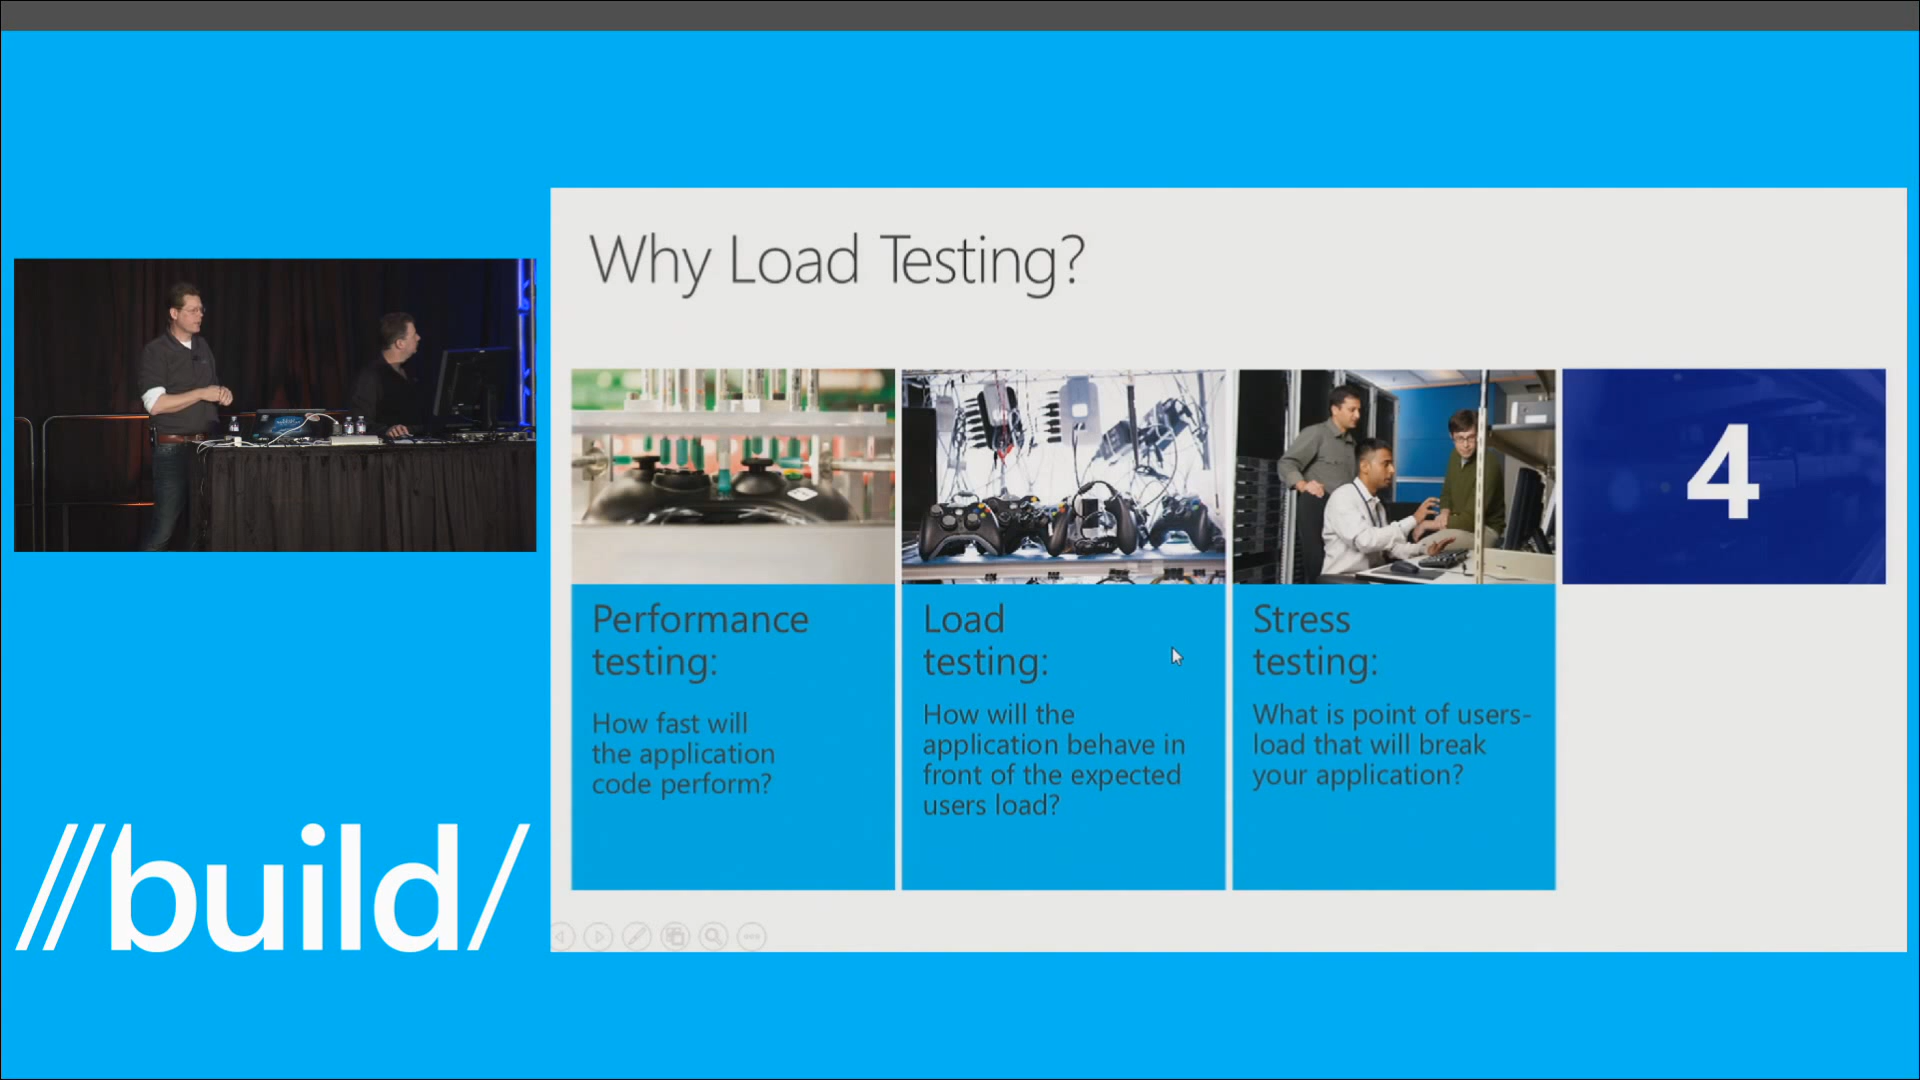 Why Load Testing?
4
Performance
testing:
How fast will
the application
code perform?
Load
testing:
How will the
application behave in
front of the expected
users load?
Stress
testing:
What is point of users-
load that will break
your application?
//build/